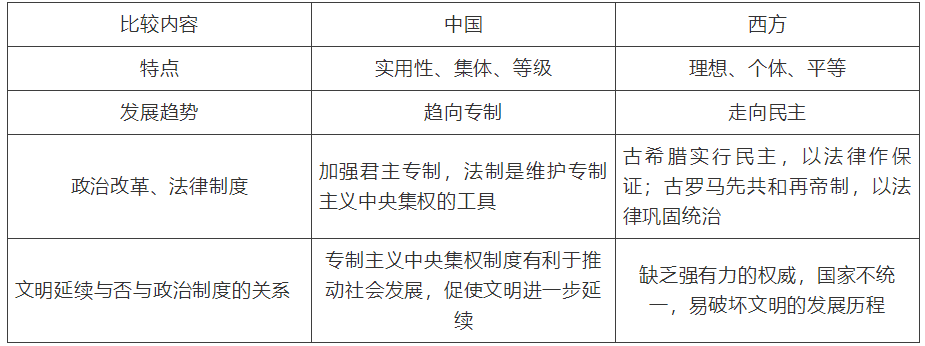 比较内容
中国
西方
特点
实用性、集体、等级
理想、个体、平等
发展趋势
趋向专制
走向民主
政治改革、法律制度
加强君主专制，法制是维护专制
主义中央集权的工具
古希腊实行民主，以法律作保
证；古罗马先共和再帝制，以法
律巩固统治
文明延续与否与政治制度的关系
专制主义中央集权制度有利于推
动社会发展，促使文明进一步延
续
缺乏强有力的权威，国家不统
一，易破坏文明的发展历程